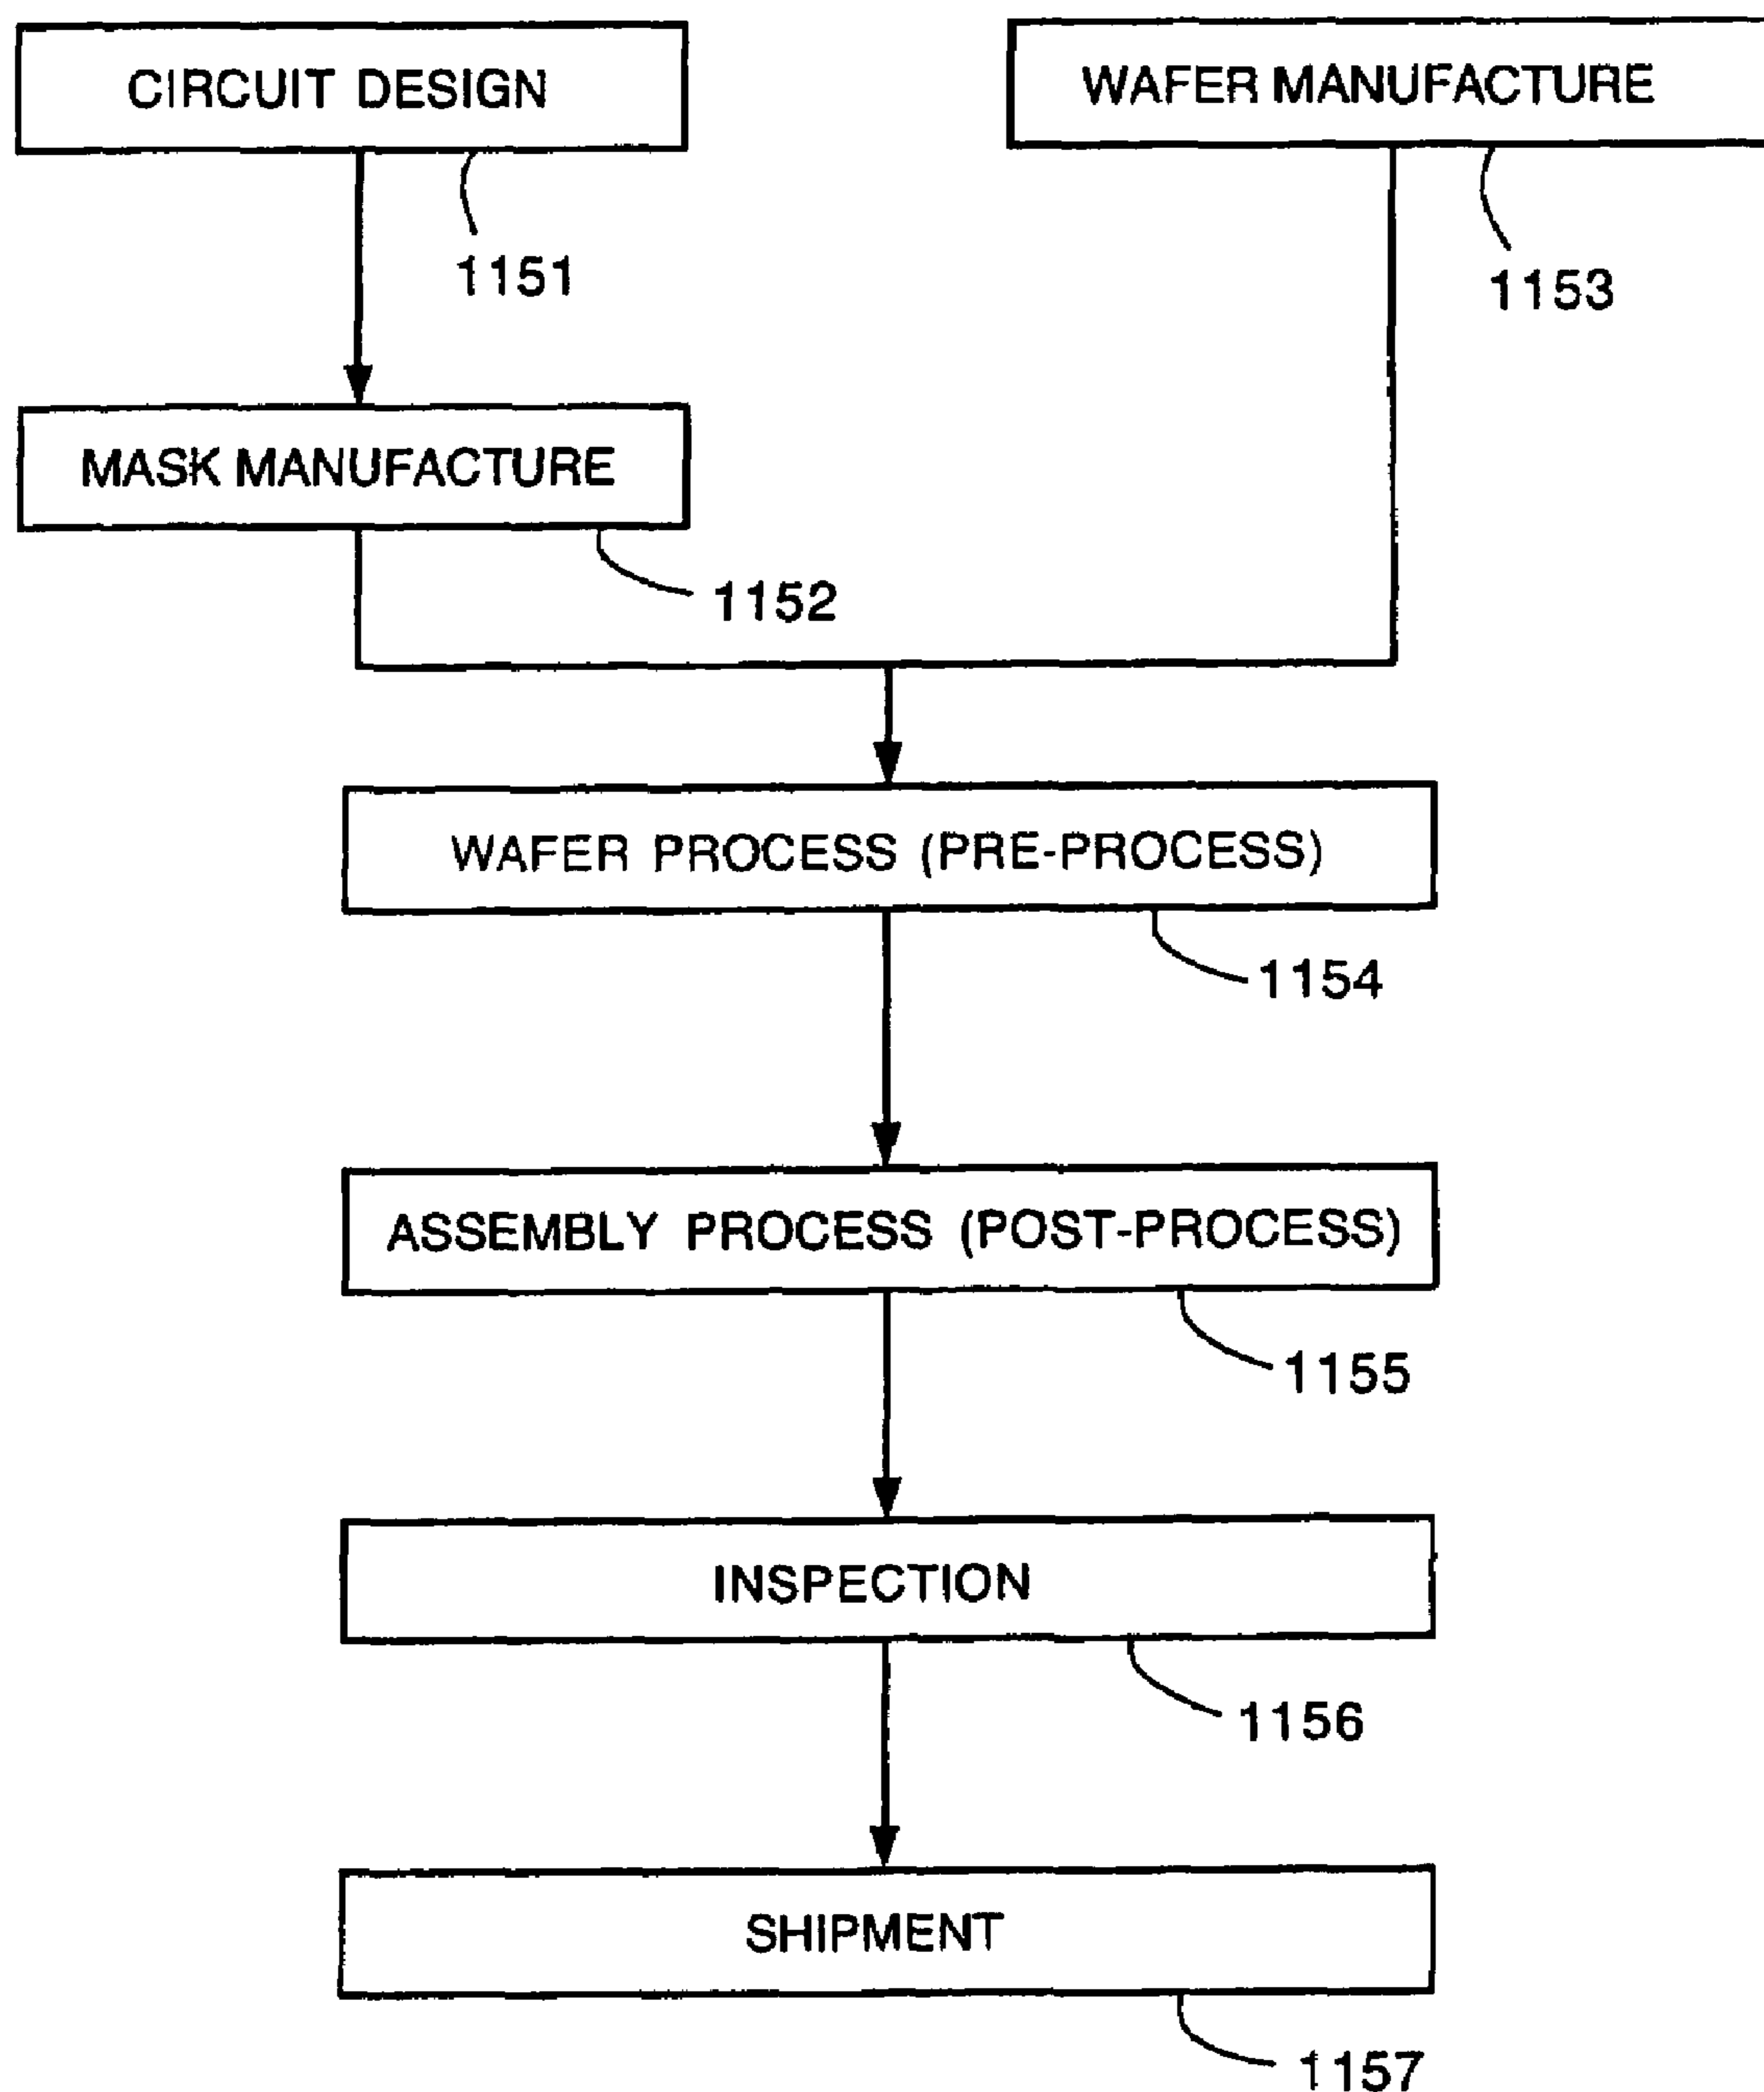 CIRCUIT DESIGN
WAFER MANUFACTURE
1151
1153
MASK MANUFACTURE
1152
WAFER PROCESS (PRE-PROCESS)
1154
ASSEMBLY PROCESS (POST-PROCESS)
1155
INSPECTION
1156
SHIPMENT
1157